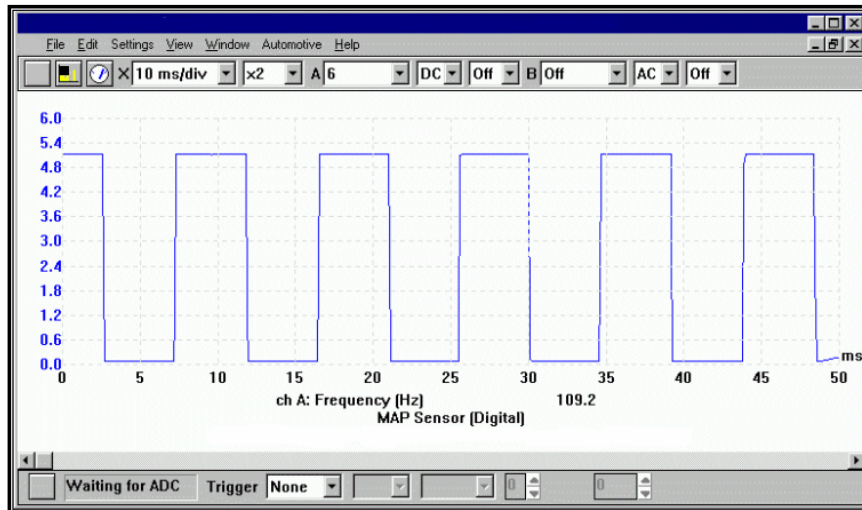 File Edit Settings View Window Automotive Help
X 10 ms/div x2 A 6 DC Off B Off AC Off
6.0
5.4
4.8
4.2
3.6
3.0
2.4
1.8
1.2
0.6
0.0
ms
0 5 10 15 20 25 30 35 40 45 50
ch A: Frequency (Hz) 109.2
MAP Sensor (Digital)
Waiting for ADC Trigger None 0 0